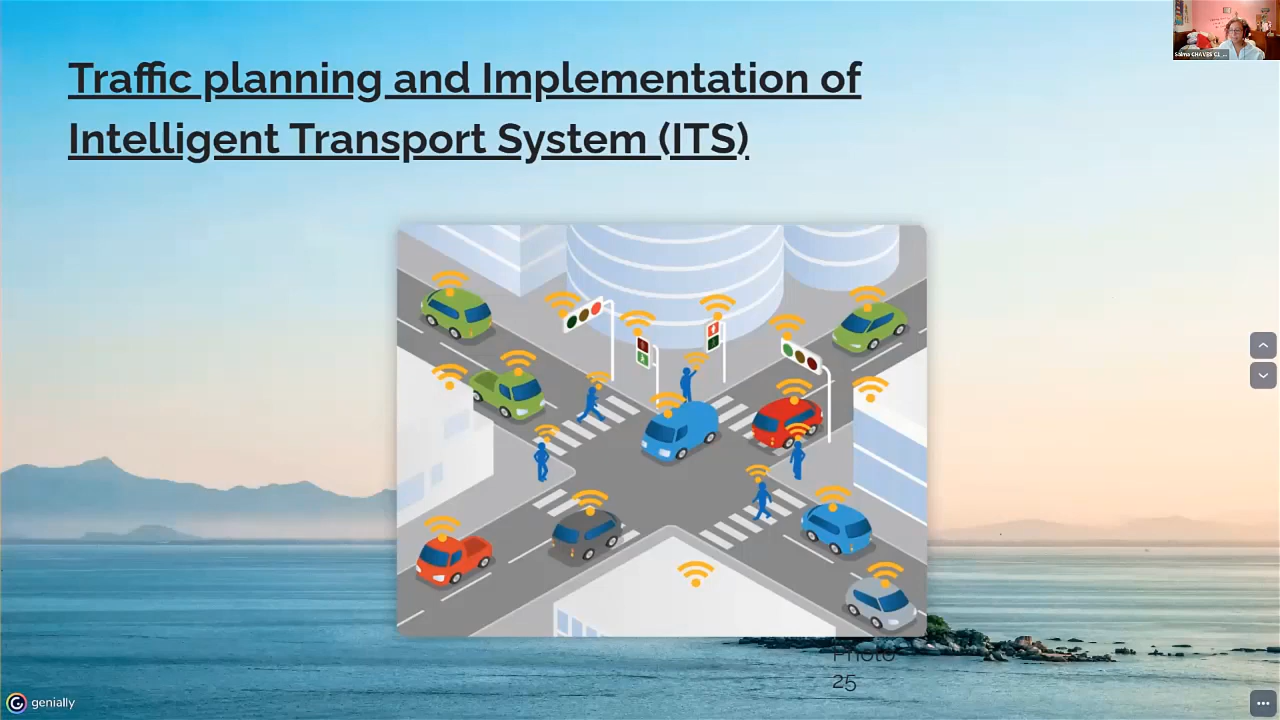 Traffic planning and Implementation of
Intelligent Transport System (ITS)
Photo
25
genially